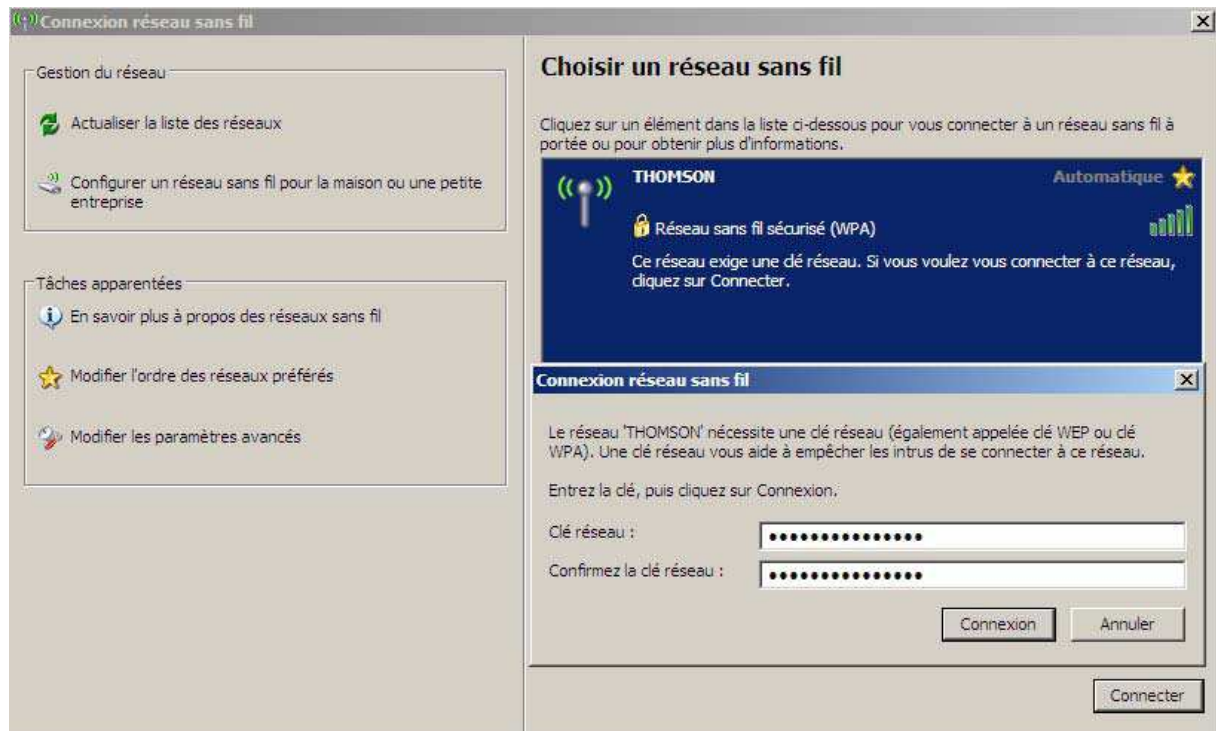 Connexion réseau sans fil
Gestion du réseau
Actualiser la liste des réseaux
Configurer un réseau sans fil pour la maison ou une petite
entreprise
Tâches apparentées
En savoir plus à propos des réseaux sans fil
Modifier l'ordre des réseaux préférés
Modifier les paramètres avancés
Choisir un réseau sans fil
Cliquez sur un élément dans la liste ci-dessous pour vous connecter à un réseau sans fil à
portée ou pour obtenir plus d'informations.
THOMSON Automatique
Réseau sans fil sécurisé (WPA)
Ce réseau exige une clé réseau. Si vous voulez vous connecter à ce réseau,
cliquez sur Connecter.
Connexion réseau sans fil
Le réseau 'THOMSON' nécessite une clé réseau (également appelée clé WEP ou clé
WPA). Une clé réseau vous aide à empêcher les intrus de se connecter à ce réseau.
Entrez la clé, puis cliquez sur Connexion.
Clé réseau : •••••••••••••••
Confirmez la clé réseau : •••••••••••••••
Connexion Annuler
Connecter